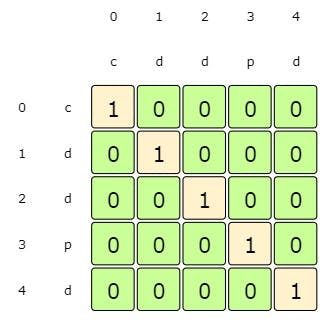 0 1 2 3 4
c d d p d
0 c 1 0 0 0 0
1 d 0 1 0 0 0
2 d 0 0 1 0 0
3 p 0 0 0 1 0
4 d 0 0 0 0 1